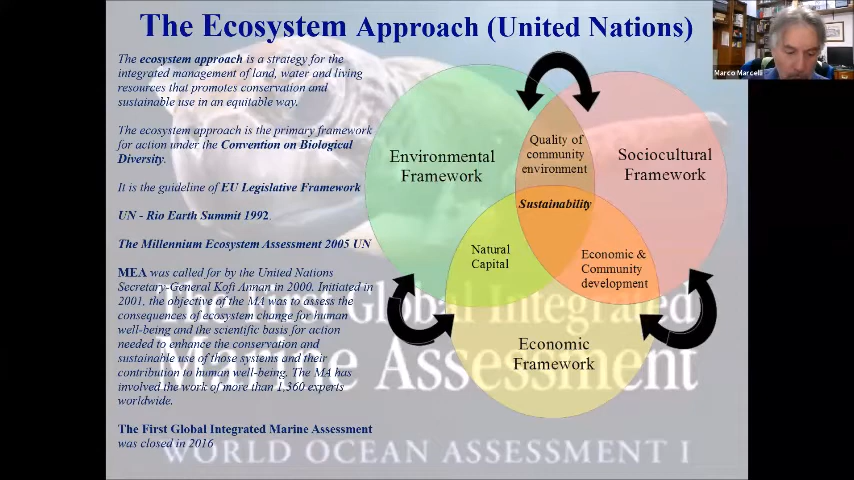 The Ecosystem Approach (United Nations)
The ecosystem approach is a strategy for the
integrated management of land, water and living
resources that promotes conservation and
sustainable use in an equitable way.
The ecosystem approach is the primary framework
for action under the Convention on Biological
Diversity.
It is the guideline of EU Legislative Framework
UN - Rio Earth Summit 1992
The Millennium Ecosystem Assessment 2005 UN
MEA was called for by the United Nations
Secretary-General Kofi Annan in 2000. Initiated in
2001, the objective of the MA was to assess the
consequences of ecosystem change for human
well-being and the scientific basis for action
needed to enhance the conservation and
sustainable use of those systems and their
contribution to human well-being. The MA has
involved the work of more than 1,360 experts
worldwide.
The First Global Integrated Marine Assessment
was closed in 2016
Environmental
Framework
Quality of
community
environment
Sociocultural
Framework
Sustainability
Natural
Capital
Economic &
Community
development
Economic
Framework
The First Global Integrated
Marine Assessment
WORLD OCEAN ASSESSMENT I
Marco Marcelli